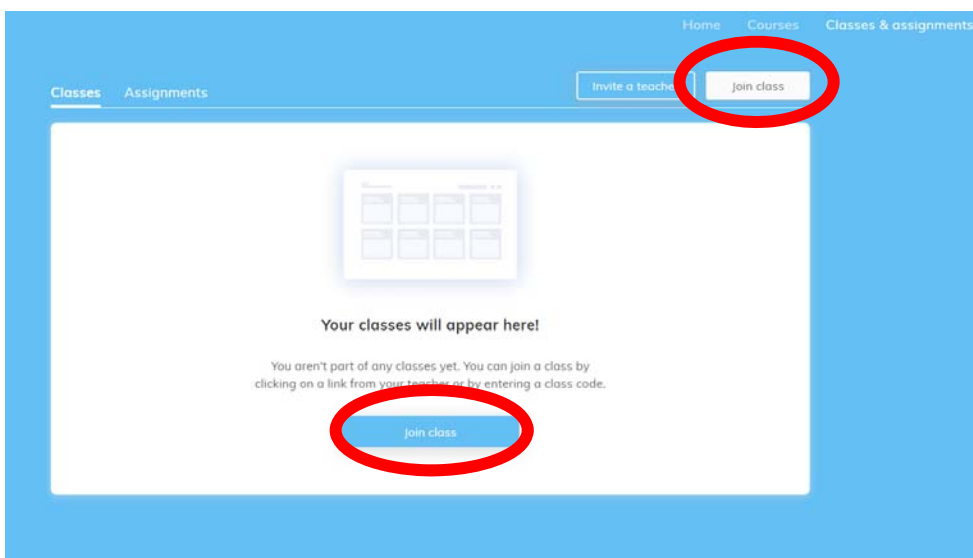 Home Courses Classes & assignments
Classes Assignments Invite a teache Join class
Your classes will appear here!
You aren't part of any classes yet. You can join a class by
clicking on a link from your teacher or by entering a class code.
Join class